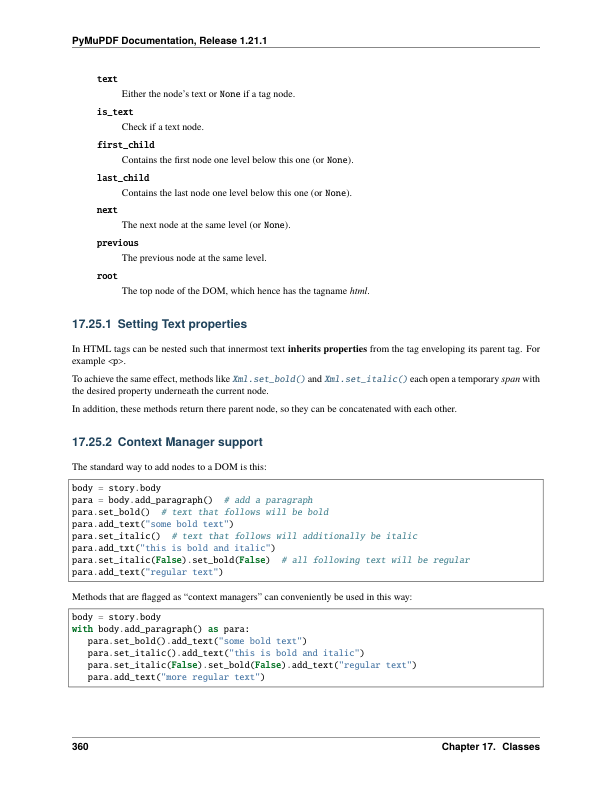 PyMuPDF Documentation, Release 1.21.1
text
Either the node's text or None if a tag node.
is_text
Check if a text node.
first_child
Contains the first node one level below this one (or None).
last_child
Contains the last node one level below this one (or None).
next
The next node at the same level (or None).
previous
The previous node at the same level.
root
The top node of the DOM, which hence has the tagname html.
17.25.1 Setting Text properties
In HTML tags can be nested such that innermost text inherits properties from the tag enveloping its parent tag. For
example <p>.
To achieve the same effect, methods like Xml.set_bold() and Xml.set_italic() each open a temporary span with
the desired property underneath the current node.
In addition, these methods return there parent node, so they can be concatenated with each other.
17.25.2 Context Manager support
The standard way to add nodes to a DOM is this:
body = story.body
para = body.add_paragraph()  # add a paragraph
para.set_bold()  # text that follows will be bold
para.add_text("some bold text")
para.set_italic()  # text that follows will additionally be italic
para.add_txt("this is bold and italic")
para.set_italic(False).set_bold(False)  # all following text will be regular
para.add_text("regular text")
Methods that are flagged as “context managers” can conveniently be used in this way:
body = story.body
with body.add_paragraph() as para:
   para.set_bold().add_text("some bold text")
   para.set_italic().add_text("this is bold and italic")
   para.set_italic(False).set_bold(False).add_text("regular text")
   para.add_text("more regular text")
360 Chapter 17. Classes